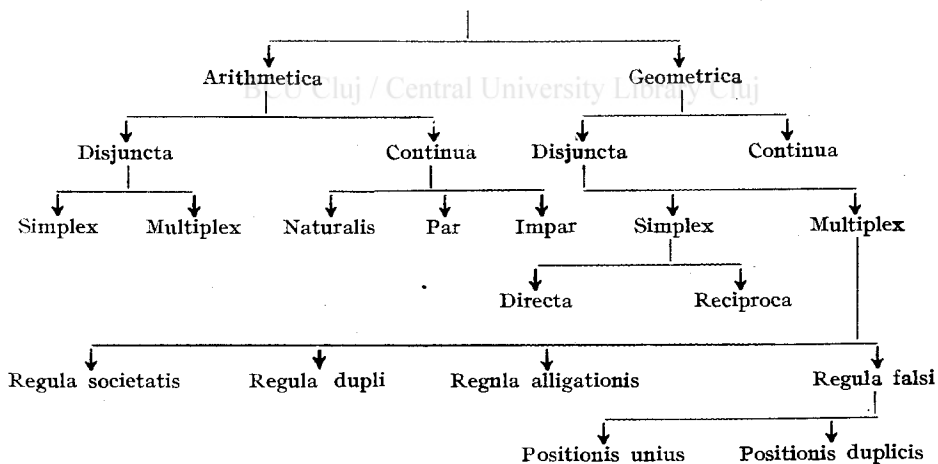 Arithmetica Geometrica
BCU Cluj / Central University Library Cluj
Disjuncta Continua Disjuncta Continua
Simplex Multiplex Naturalis Par Impar Simplex Multiplex
Directa Reciproca
Regula societatis Regula dupli Regnla alligationis Regula falsi
Positionis unius Positionis duplicis